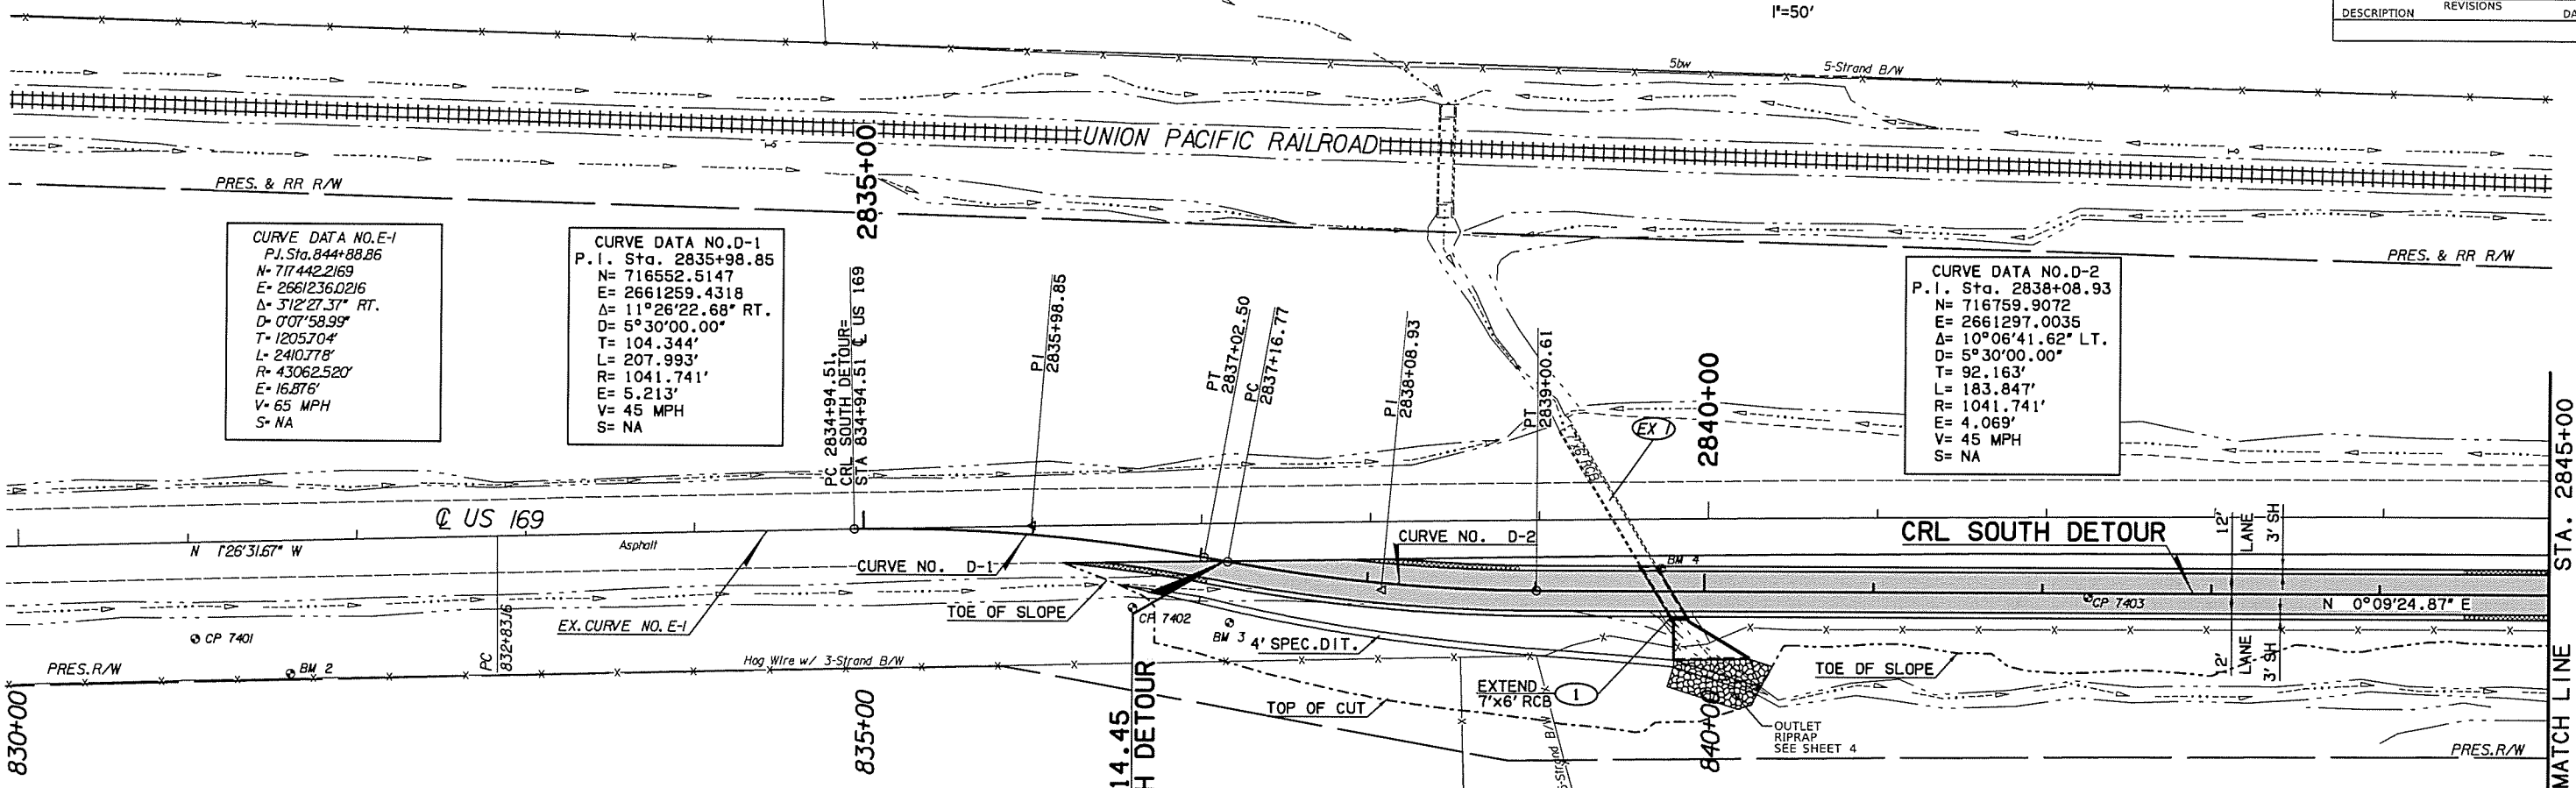 1"=50'
REVISIONS
DESCRIPTION
DA
5bw
5-Strand B/W
UNION PACIFIC RAILROAD
PRES. & RR R/W
2835+00
PRES. & RR R/W
CURVE DATA NO. E-1
P.I. Sta. 844+88.86
N= 717442.2169
E= 2661236.0216
Δ= 3°12'27.37" RT.
D= 0°07'58.99"
T= 1205.704'
L= 2410.778'
R= 43062.520'
E= 16.876'
V= 65 MPH
S= NA
CURVE DATA NO. D-1
P.I. Sta. 2835+98.85
N= 716552.5147
E= 2661259.4318
Δ= 11°26'22.68" RT.
D= 5°30'00.00"
T= 104.344'
L= 207.993'
R= 1041.741'
E= 5.213'
V= 45 MPH
S= NA
PC 2834+94.51,
CRL SOUTH DETOUR=
STA 834+94.51 ℄ US 169
PI
2835+98.85
PT
2837+02.50
PC
2837+16.77
PI
2838+08.93
PT
2839+00.61
EX 1
7'x6' RCB
2840+00
CURVE DATA NO. D-2
P.I. Sta. 2838+08.93
N= 716759.9072
E= 2661297.0035
Δ= 10°06'41.62" LT.
D= 5°30'00.00"
T= 92.163'
L= 183.847'
R= 1041.741'
E= 4.069'
V= 45 MPH
S= NA
℄ US 169
N 1°26'31.67" W
Asphalt
CURVE NO. D-1
CURVE NO. D-2
BM 4
CRL SOUTH DETOUR
12'
LANE
3' SH
12'
LANE
3' SH
CP 7403
N 0°09'24.87" E
TOE OF SLOPE
EX. CURVE NO. E-1
CP 7401
CP 7402
BM 3
4' SPEC. DIT.
PC
832+83.16
PRES. R/W
BM 2
Hog Wire w/ 3-Strand B/W
EXTEND
7'x6' RCB
1
TOE OF SLOPE
TOP OF CUT
OUTLET
RIPRAP
SEE SHEET 4
PRES. R/W
830+00
835+00
14.45
H DETOUR
5-Strand B/W
840+00
MATCH LINE STA. 2845+00